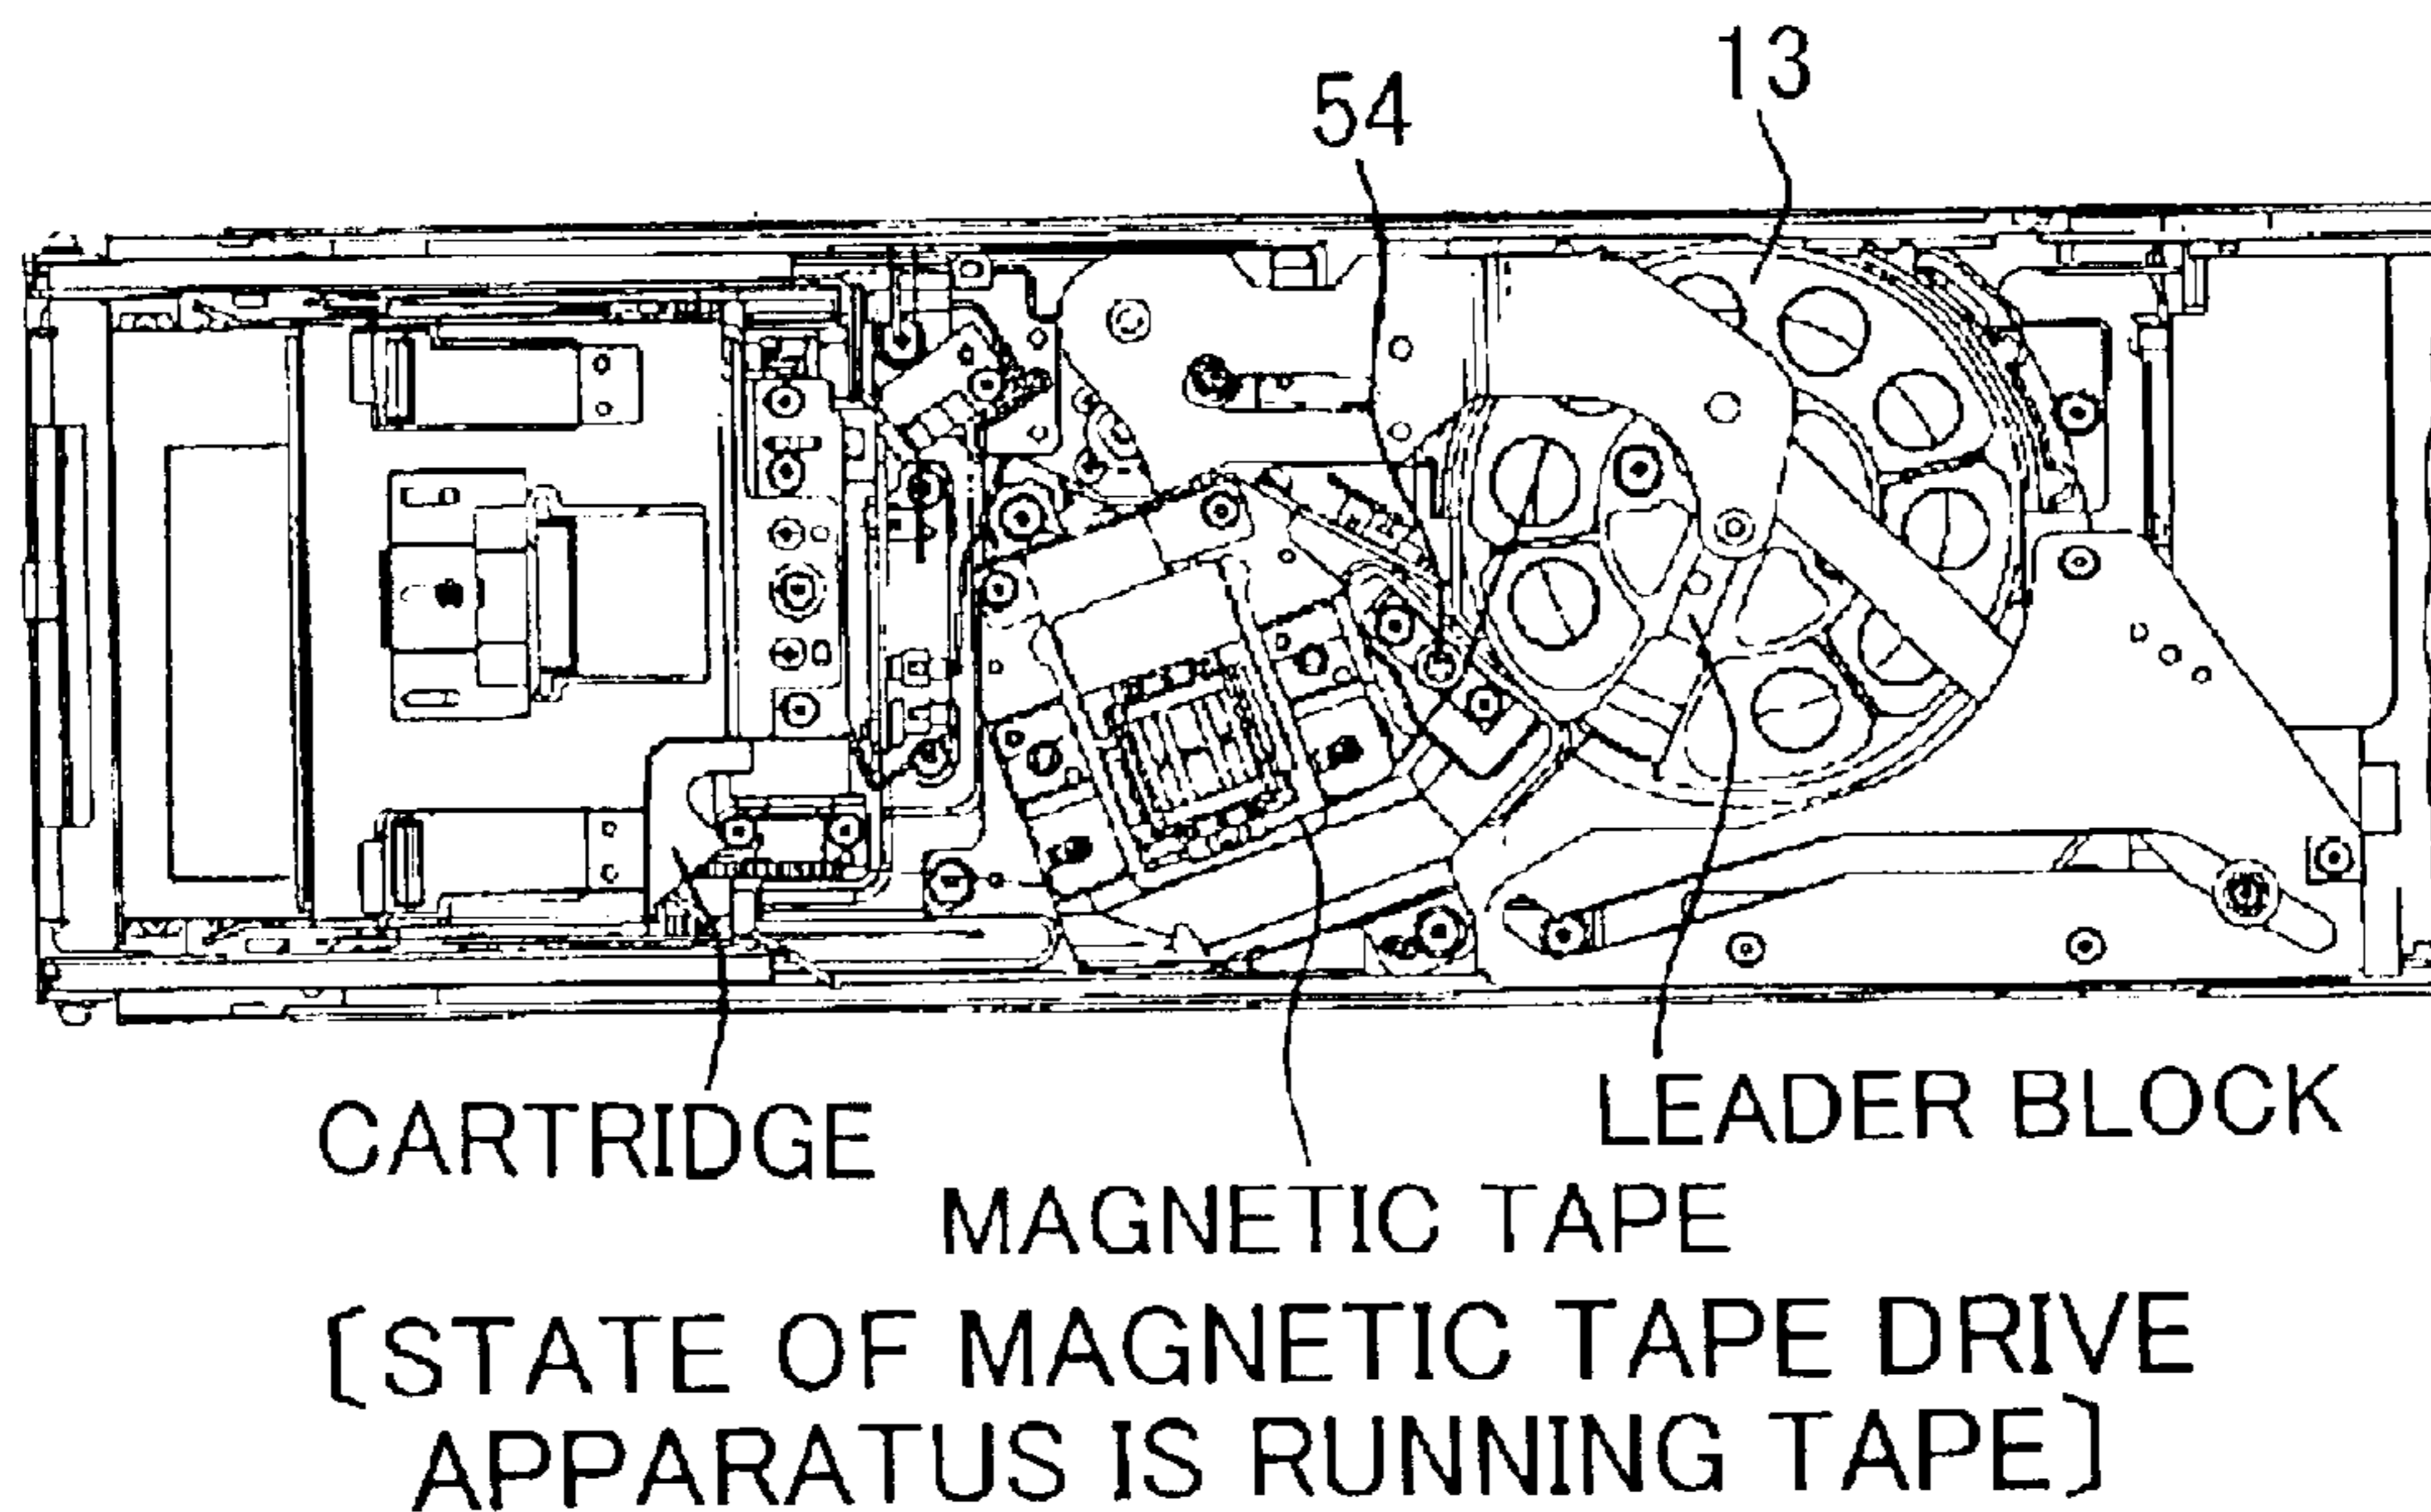 13
54
LEADER BLOCK
CARTRIDGE
MAGNETIC TAPE
[STATE OF MAGNETIC TAPE DRIVE
APPARATUS IS RUNNING TAPE]